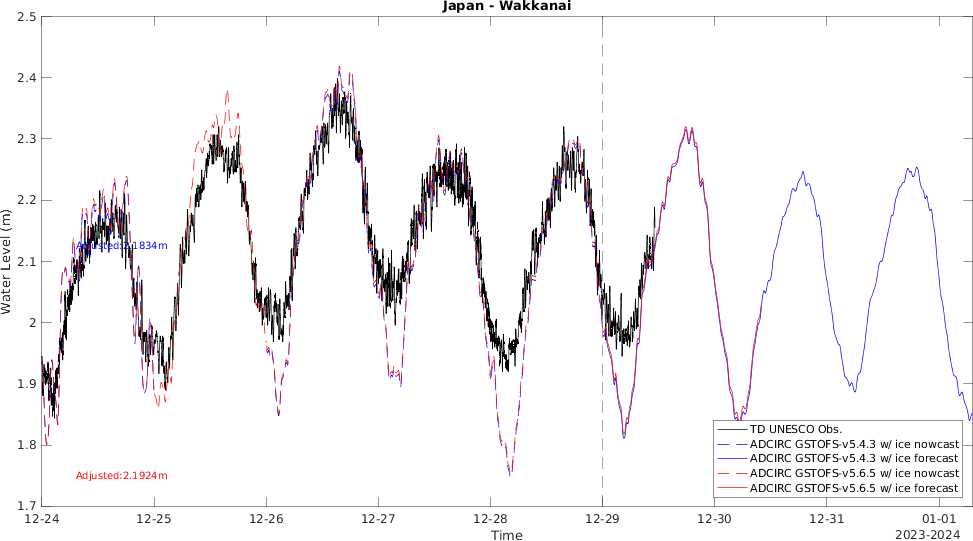 Japan - Wakkanai
2.5
2.4
2.3
2.2
2.1
2
1.9
1.8
1.7
Water Level (m)
Adjusted:2.1834m
Adjusted:2.1924m
TD UNESCO Obs.
ADCIRC GSTOFS-v5.4.3 w/ ice nowcast
ADCIRC GSTOFS-v5.4.3 w/ ice forecast
ADCIRC GSTOFS-v5.6.5 w/ ice nowcast
ADCIRC GSTOFS-v5.6.5 w/ ice forecast
12-24 12-25 12-26 12-27 12-28 12-29 12-30 12-31 01-01
Time
2023-2024